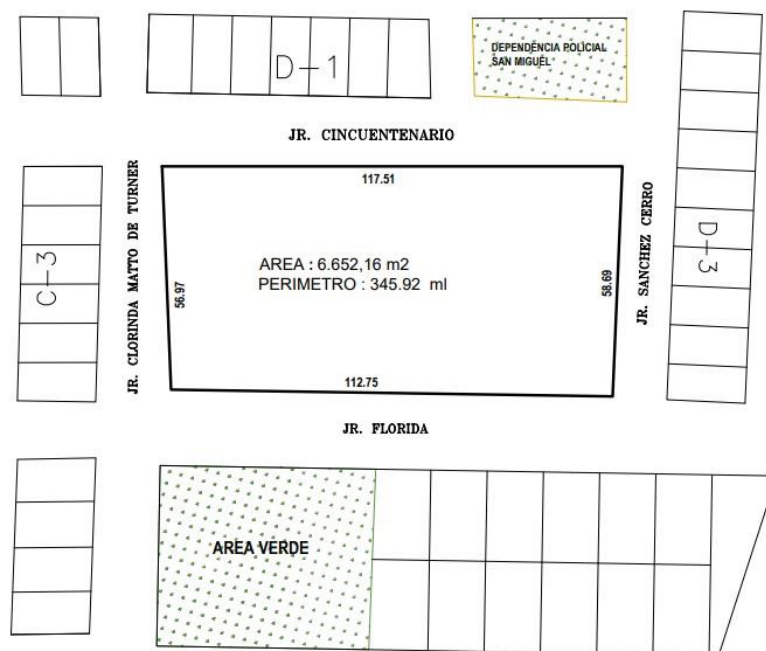 D-1
DEPENDENCIA POLICIAL
SAN MIGUEL
JR. CINCUENTENARIO
117.51
JR. CLORINDA MATTO DE TURNER
C-3
56.97
AREA : 6.652,16 m2
PERIMETRO : 345.92 ml
58.69
JR. SANCHEZ CERRO
D-3
112.75
JR. FLORIDA
AREA VERDE